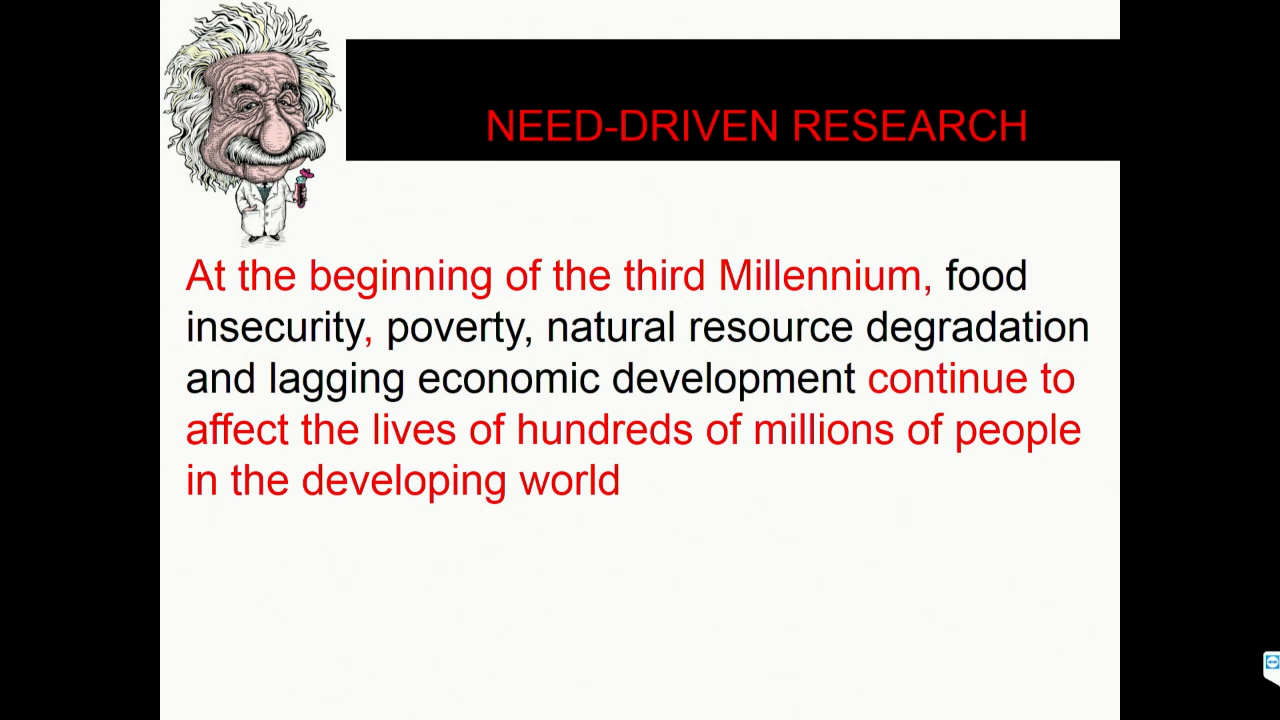 NEED-DRIVEN RESEARCH
At the beginning of the third Millennium, food
insecurity, poverty, natural resource degradation
and lagging economic development continue to
affect the lives of hundreds of millions of people
in the developing world